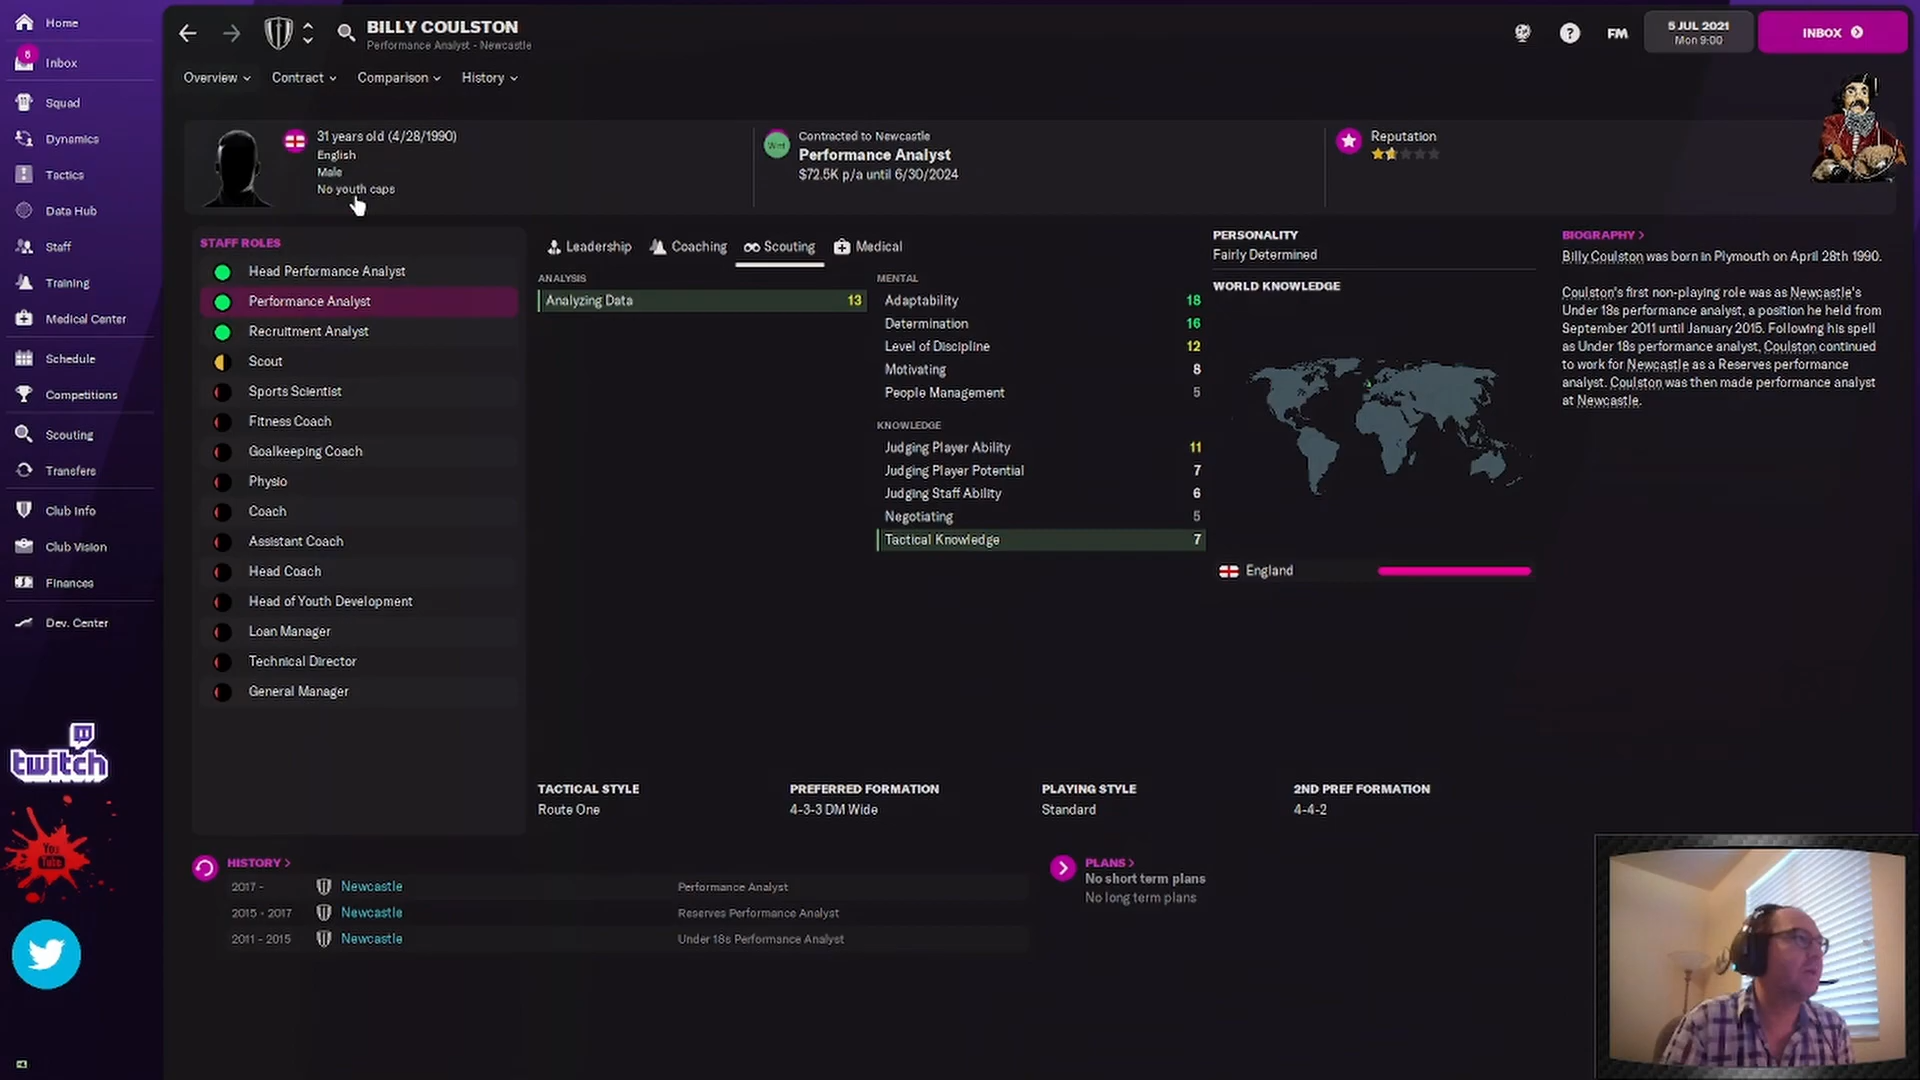 Home
8
Inbox
Squad
Dynamics
Tactics
Data Hub
Staff
Training
Medical Center
Schedule
Competitions
Scouting
Transfers
Club Info
Club Vision
Finances
Dev. Center
twitch
You
Tube
BILLY COULSTON
Performance Analyst - Newcastle
FM
5 JUL 2021
Mon 9:00
INBOX
Overview
Contract
Comparison
History
31 years old (4/28/1990)
English
Male
No youth caps
Wnt
Contracted to Newcastle
Performance Analyst
$72.5K p/a until 6/30/2024
Reputation
STAFF ROLES
Head Performance Analyst
Performance Analyst
Recruitment Analyst
Scout
Sports Scientist
Fitness Coach
Goalkeeping Coach
Physio
Coach
Assistant Coach
Head Coach
Head of Youth Development
Loan Manager
Technical Director
General Manager
Leadership
Coaching
Scouting
Medical
ANALYSIS
Analyzing Data 13
MENTAL
Adaptability 18
Determination 16
Level of Discipline 12
Motivating 8
People Management 5
KNOWLEDGE
Judging Player Ability 11
Judging Player Potential 7
Judging Staff Ability 6
Negotiating 5
Tactical Knowledge 7
PERSONALITY
Fairly Determined
WORLD KNOWLEDGE
England
BIOGRAPHY >
Billy Coulston was born in Plymouth on April 28th 1990.
Coulston's first non-playing role was as Newcastle's
Under 18s performance analyst, a position he held from
September 2011 until January 2015. Following his spell
as Under 18s performance analyst, Coulston continued
to work for Newcastle as a Reserves performance
analyst. Coulston was then made performance analyst
at Newcastle.
TACTICAL STYLE
Route One
PREFERRED FORMATION
4-3-3 DM Wide
PLAYING STYLE
Standard
2ND PREF FORMATION
4-4-2
HISTORY >
2017 - Newcastle Performance Analyst
2015 - 2017 Newcastle Reserves Performance Analyst
2011 - 2015 Newcastle Under 18s Performance Analyst
PLANS >
No short term plans
No long term plans